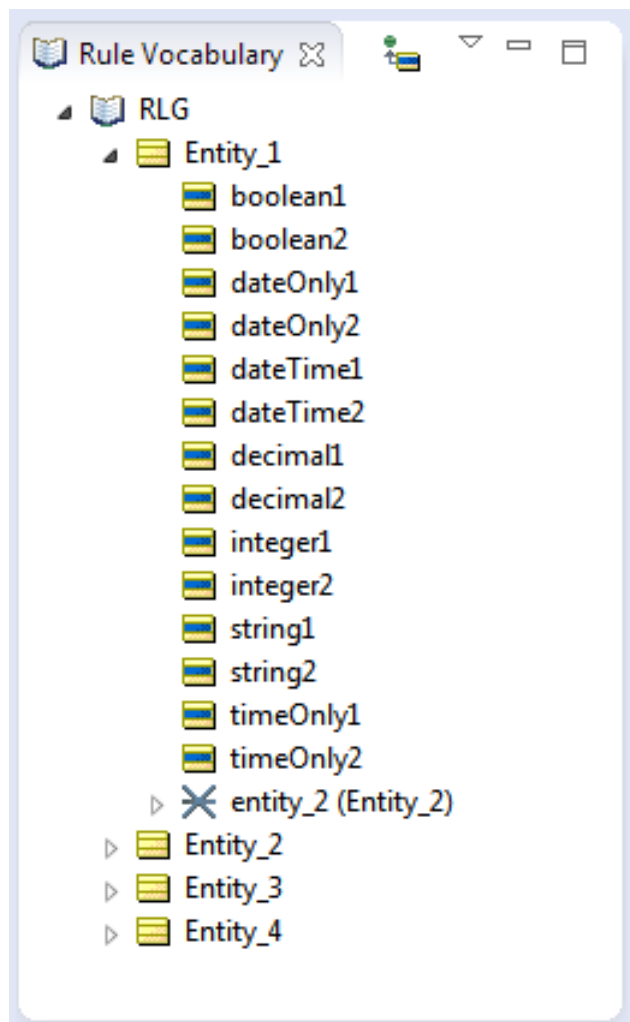 Rule Vocabulary
RLG
Entity_1
boolean1
boolean2
dateOnly1
dateOnly2
dateTime1
dateTime2
decimal1
decimal2
integer1
integer2
string1
string2
timeOnly1
timeOnly2
entity_2 (Entity_2)
Entity_2
Entity_3
Entity_4